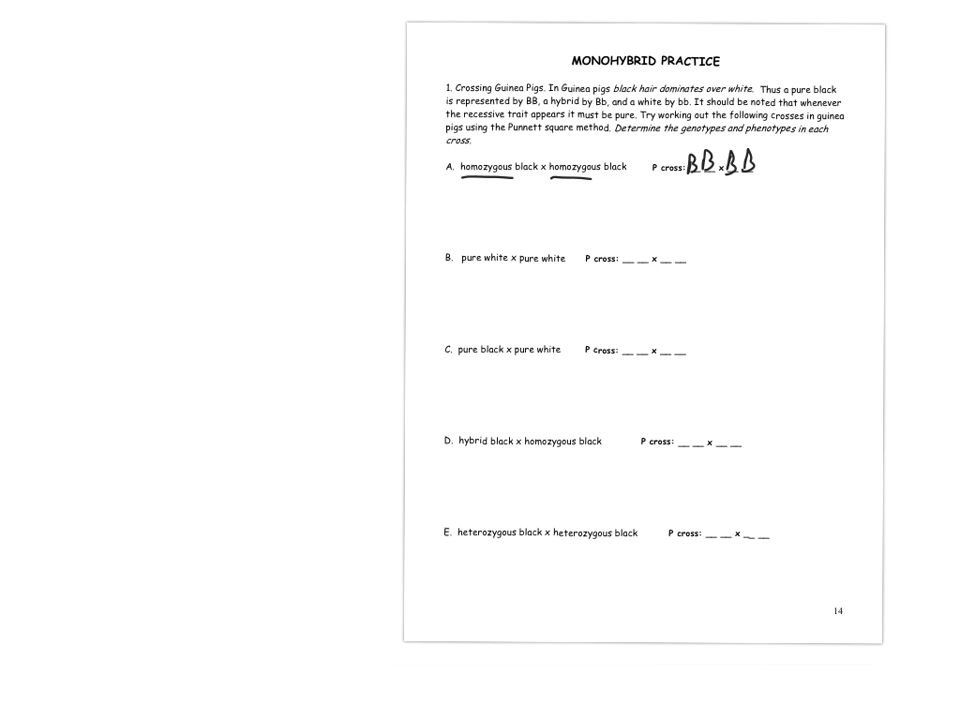 MONOHYBRID PRACTICE
1. Crossing Guinea Pigs. In Guinea pigs black hair dominates over white. Thus a pure black
is represented by BB, a hybrid by Bb, and a white by bb. It should be noted that whenever
the recessive trait appears it must be pure. Try working out the following crosses in guinea
pigs using the Punnett square method. Determine the genotypes and phenotypes in each
cross.
A. homozygous black x homozygous black P cross: B B x B B
B. pure white x pure white P cross: __ __ x __ __
C. pure black x pure white P cross: __ __ x __ __
D. hybrid black x homozygous black P cross: __ __ x __ __
E. heterozygous black x heterozygous black P cross: __ __ x __ __
14